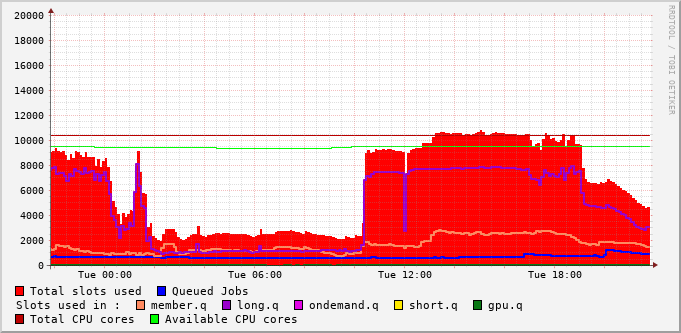 20000
18000
16000
14000
12000
10000
8000
6000
4000
2000
0
Tue 00:00 Tue 06:00 Tue 12:00 Tue 18:00
RRDTOOL / TOBI OETIKER
Total slots used Queued Jobs
Slots used in : member.q long.q ondemand.q short.q gpu.q
Total CPU cores Available CPU cores